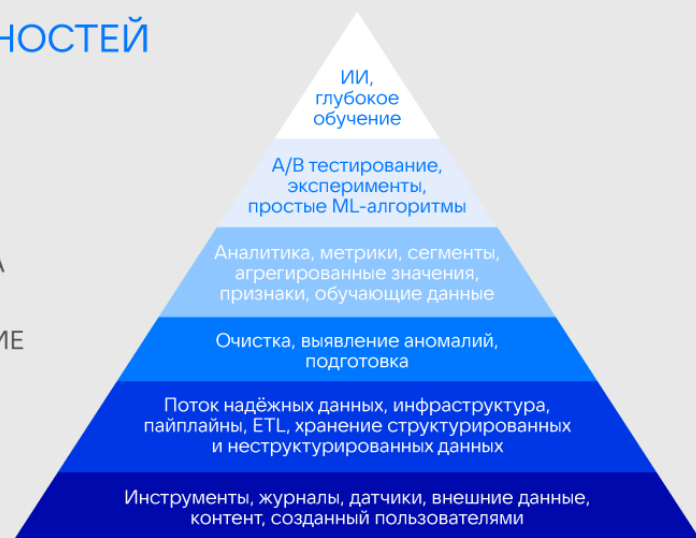 НОСТЕЙ
ИИ,
глубокое
обучение
A/B тестирование,
эксперименты,
простые ML-алгоритмы
А
Аналитика, метрики, сегменты,
агрегированные значения,
признаки, обучающие данные
ИЕ
Очистка, выявление аномалий,
подготовка
Поток надёжных данных, инфраструктура,
пайплайны, ETL, хранение структурированных
и неструктурированных данных
Инструменты, журналы, датчики, внешние данные,
контент, созданный пользователями